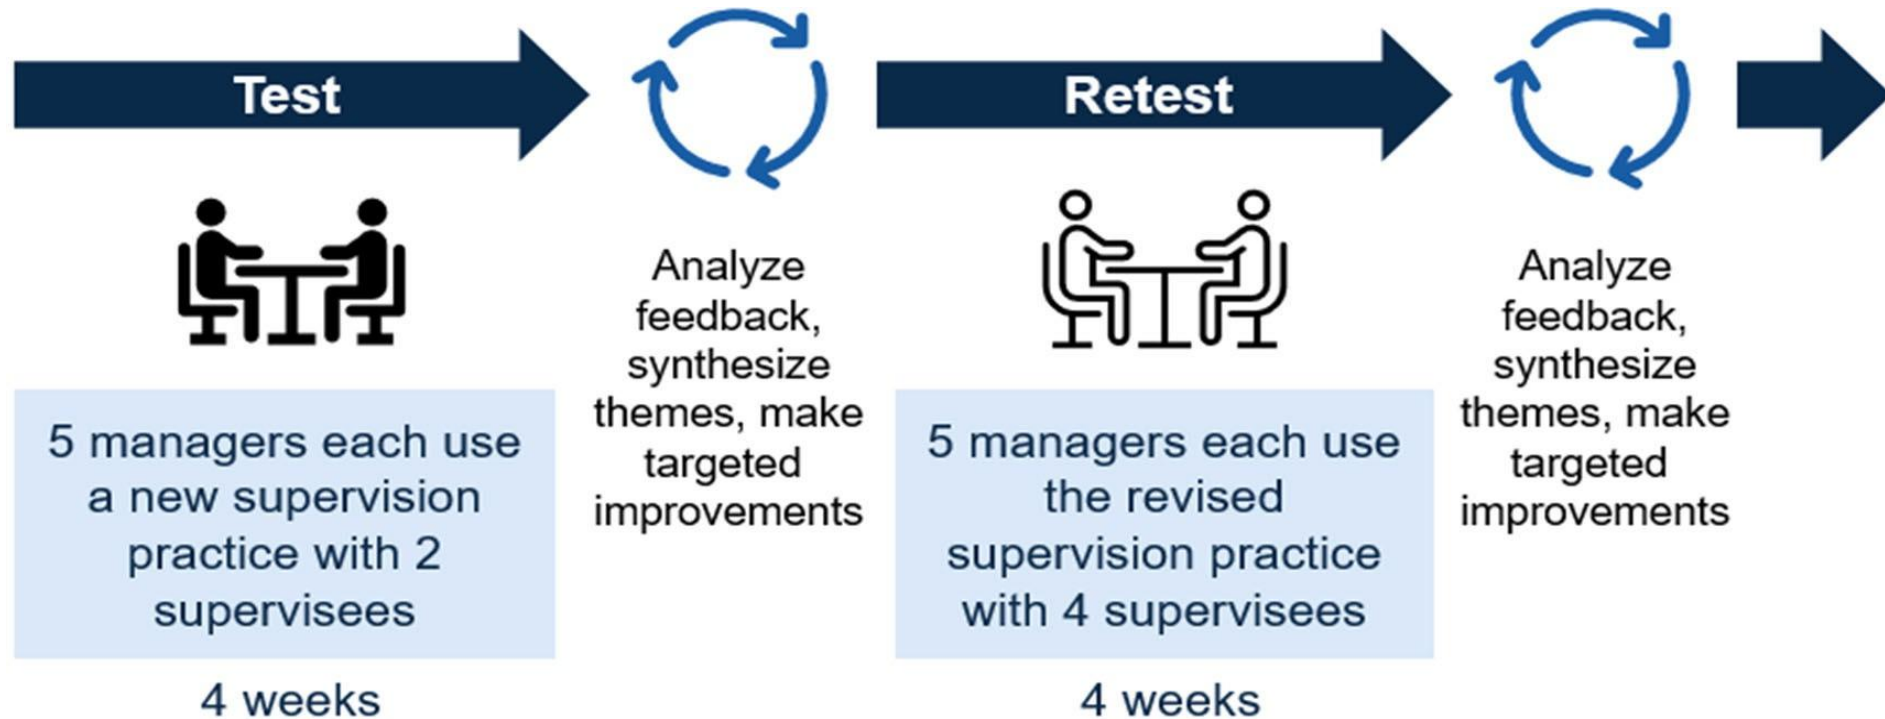 Test
5 managers each use
a new supervision
practice with 2
supervisees
4 weeks
Analyze
feedback,
synthesize
themes, make
targeted
improvements
Retest
5 managers each use
the revised
supervision practice
with 4 supervisees
4 weeks
Analyze
feedback,
synthesize
themes, make
targeted
improvements